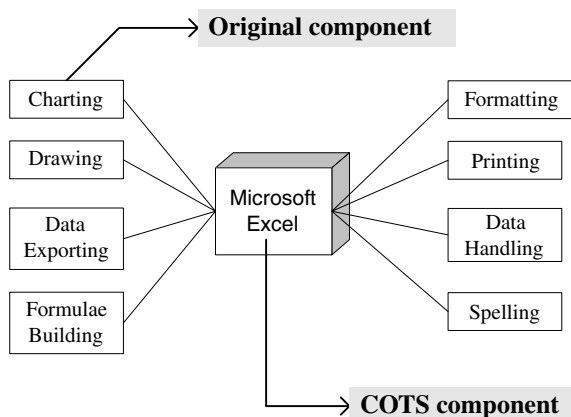 Original component
Charting
Drawing
Data
Exporting
Formulae
Building
Microsoft
Excel
Formatting
Printing
Data
Handling
Spelling
COTS component